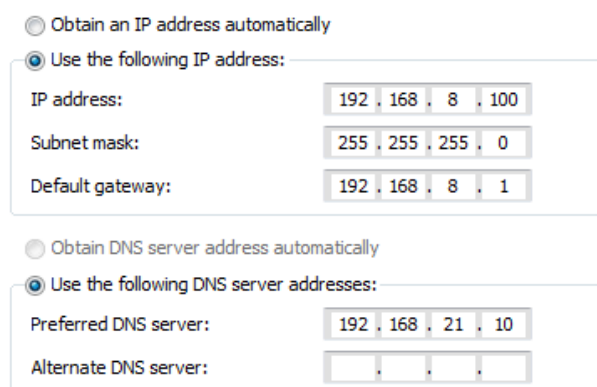 Obtain an IP address automatically
Use the following IP address:
IP address: 192 . 168 . 8 . 100
Subnet mask: 255 . 255 . 255 . 0
Default gateway: 192 . 168 . 8 . 1
Obtain DNS server address automatically
Use the following DNS server addresses:
Preferred DNS server: 192 . 168 . 21 . 10
Alternate DNS server: . . .